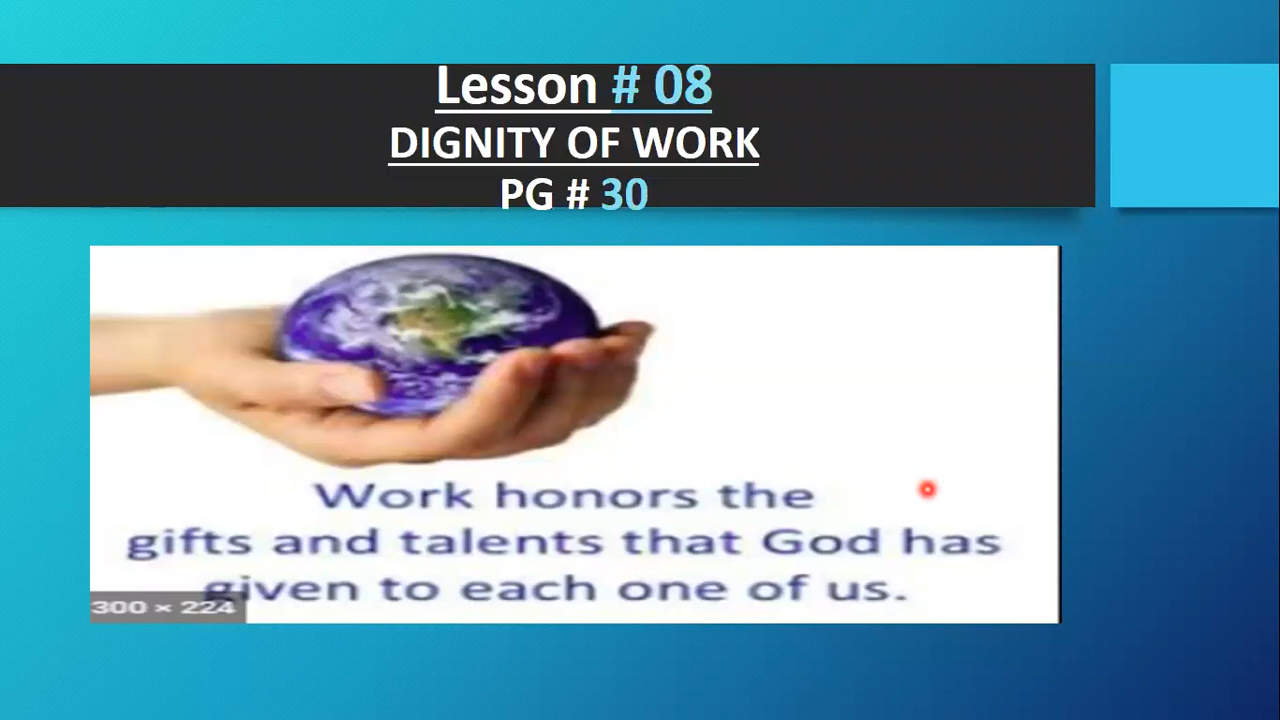 Lesson # 08
DIGNITY OF WORK
PG # 30
Work honors the
gifts and talents that God has
given to each one of us.
300 × 224